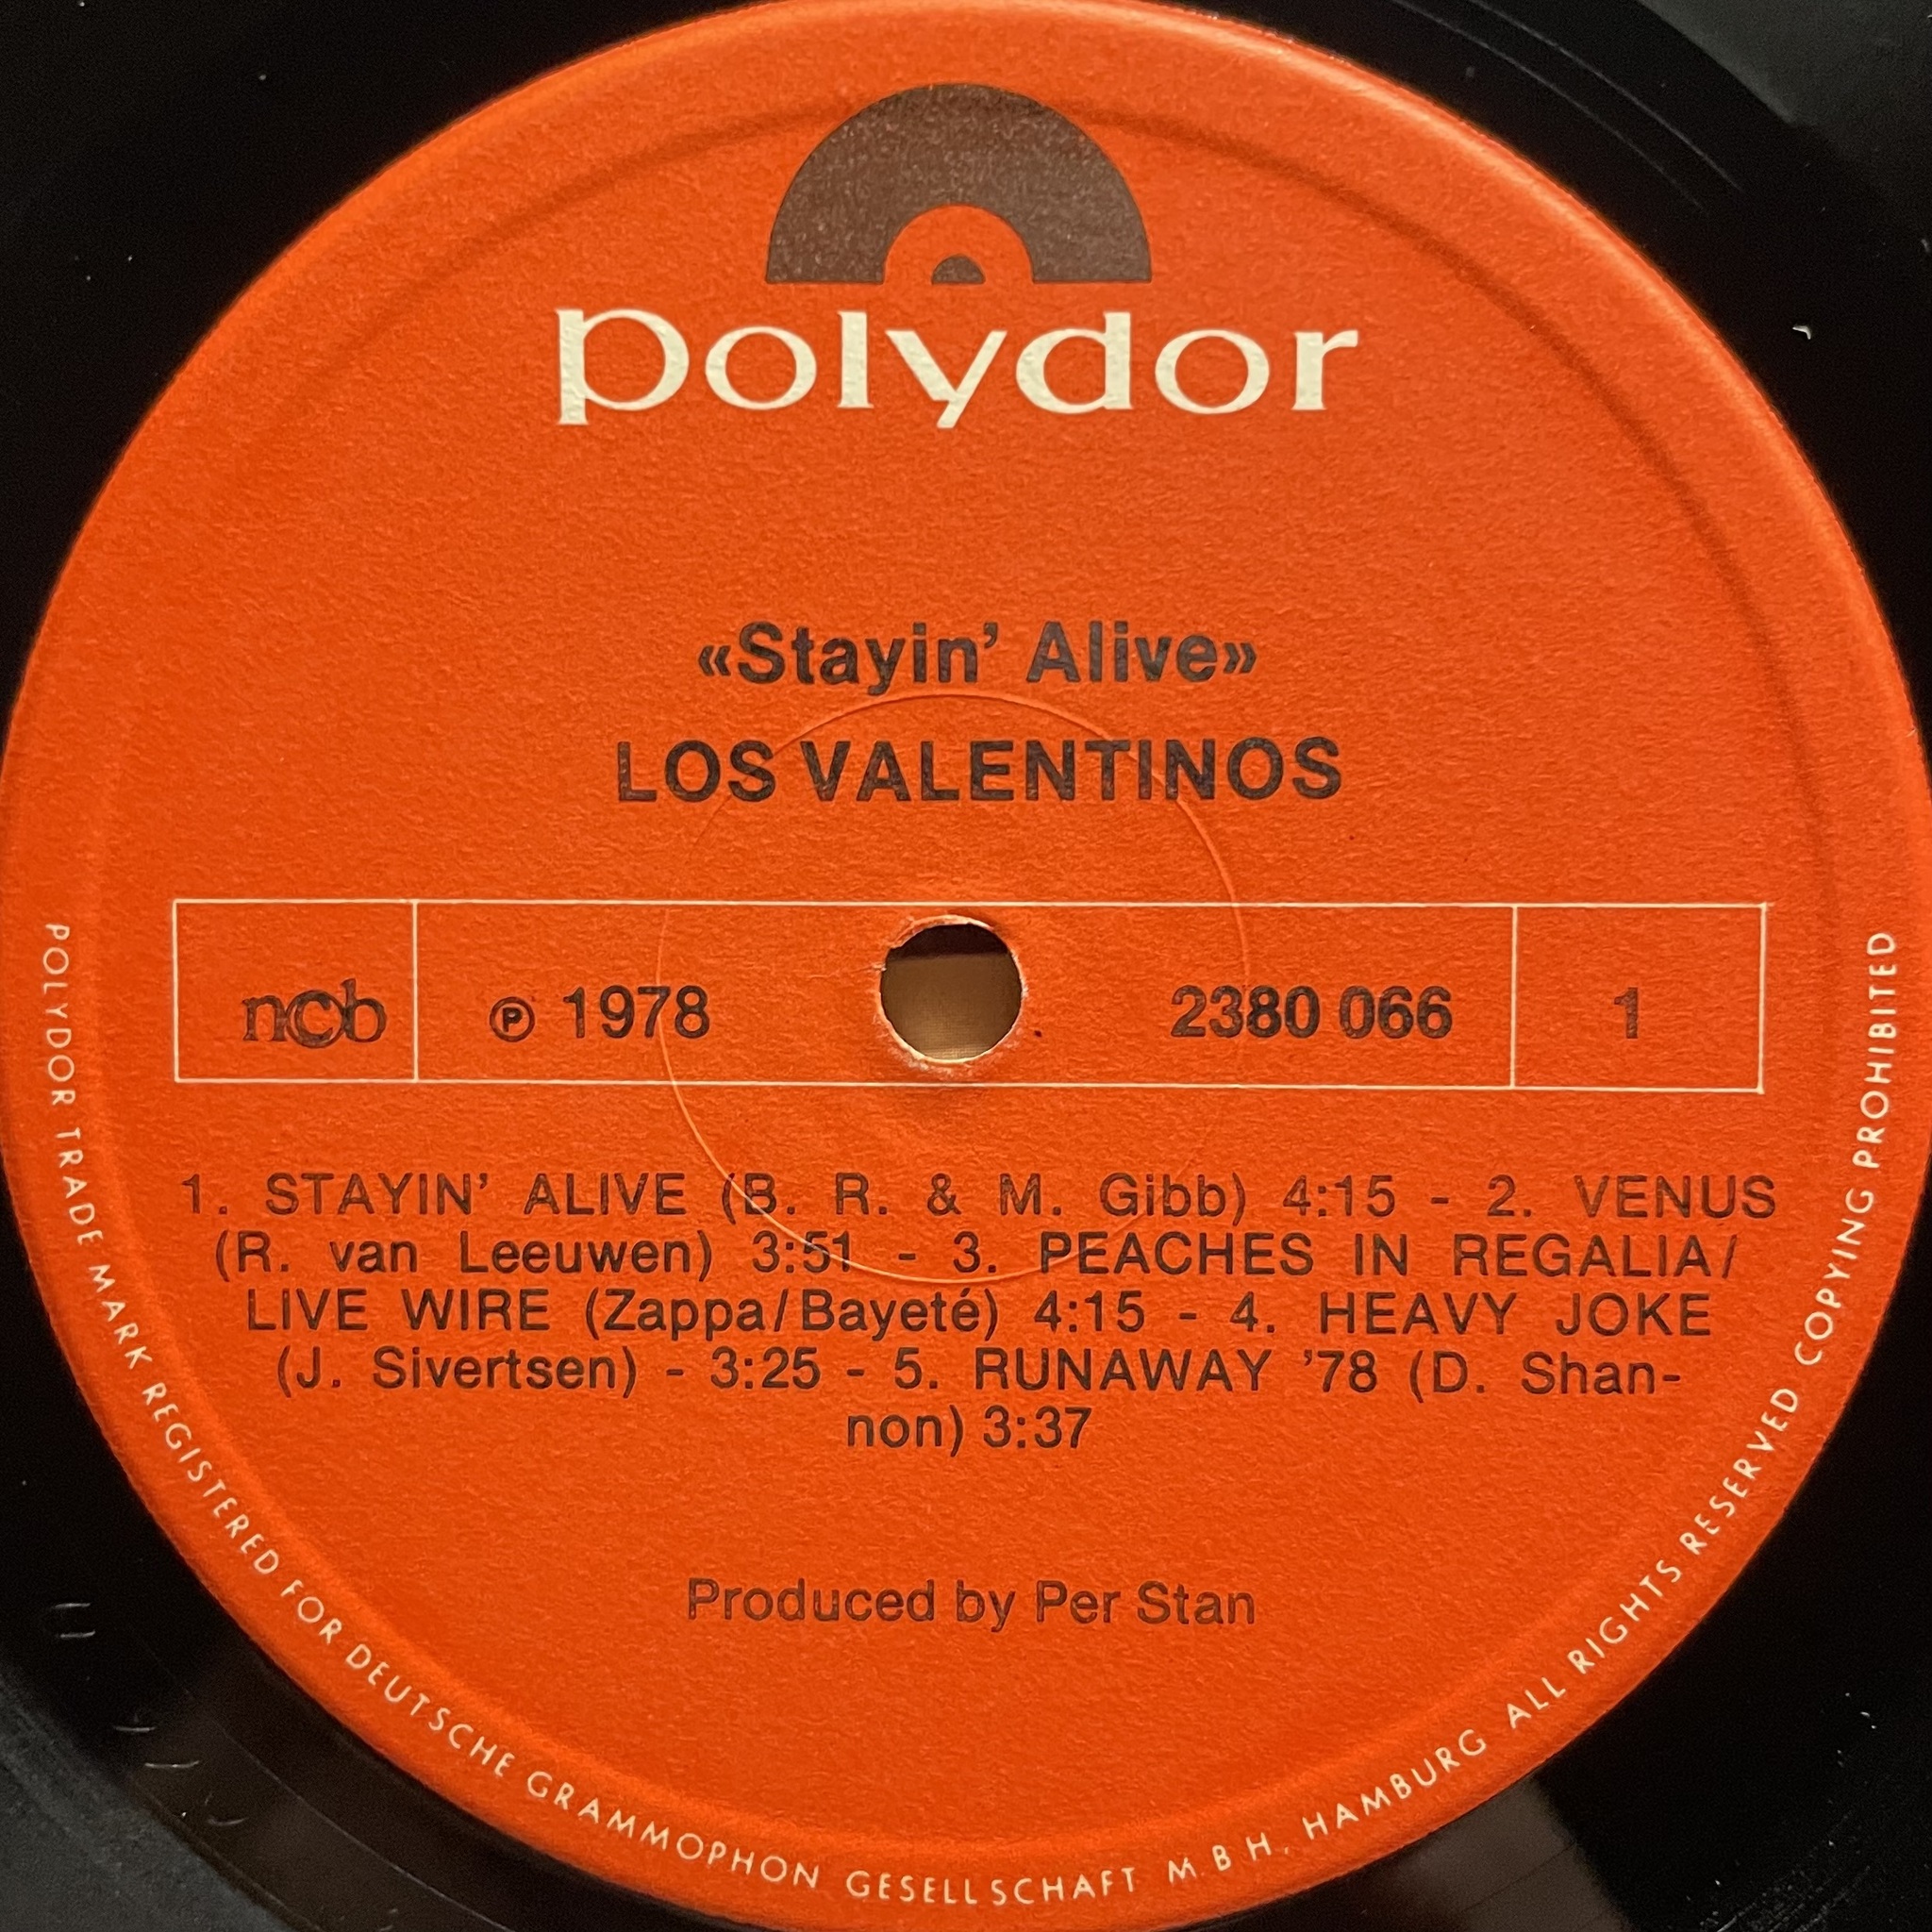 polydor
«Stayin’ Alive»
LOS VALENTINOS
ncb ℗ 1978 2380 066 1
1. STAYIN’ ALIVE (B. R. & M. Gibb) 4:15 - 2. VENUS
(R. van Leeuwen) 3:51 - 3. PEACHES IN REGALIA/
LIVE WIRE (Zappa/Bayeté) 4:15 - 4. HEAVY JOKE
(J. Sivertsen) - 3:25 - 5. RUNAWAY ’78 (D. Shan-
non) 3:37
Produced by Per Stan
POLYDOR TRADE MARK REGISTERED FOR DEUTSCHE GRAMMOPHON GESELLSCHAFT M.B H, HAMBURG ALL RIGHTS RESERVED COPYING PROHIBITED